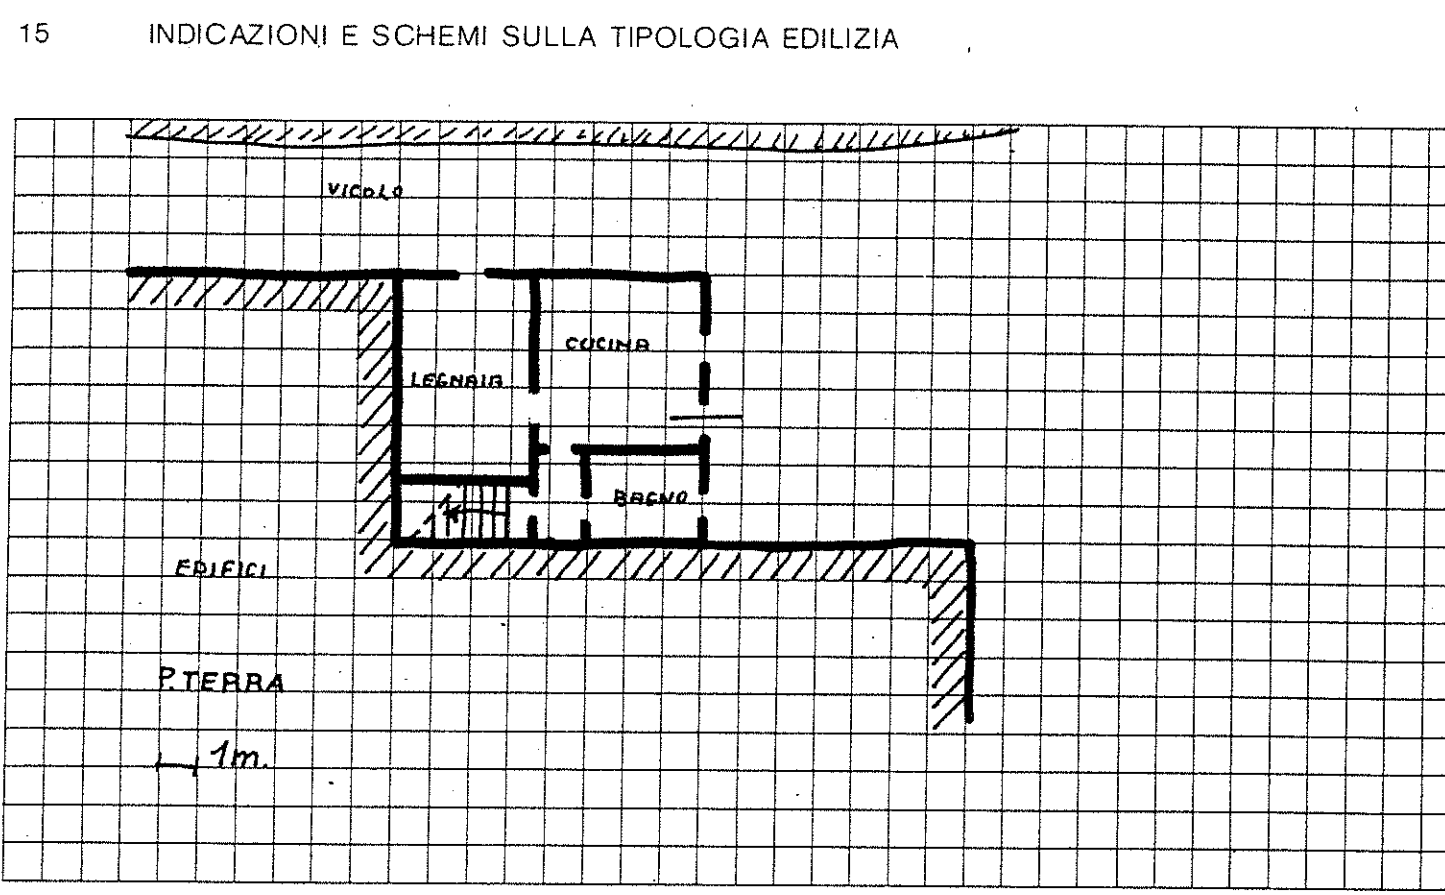 15 INDICAZIONI E SCHEMI SULLA TIPOLOGIA EDILIZIA
VICOLO
CUCINA
LEGNAIA
BAGNO
EDIFICI
P. TERRA
1m.